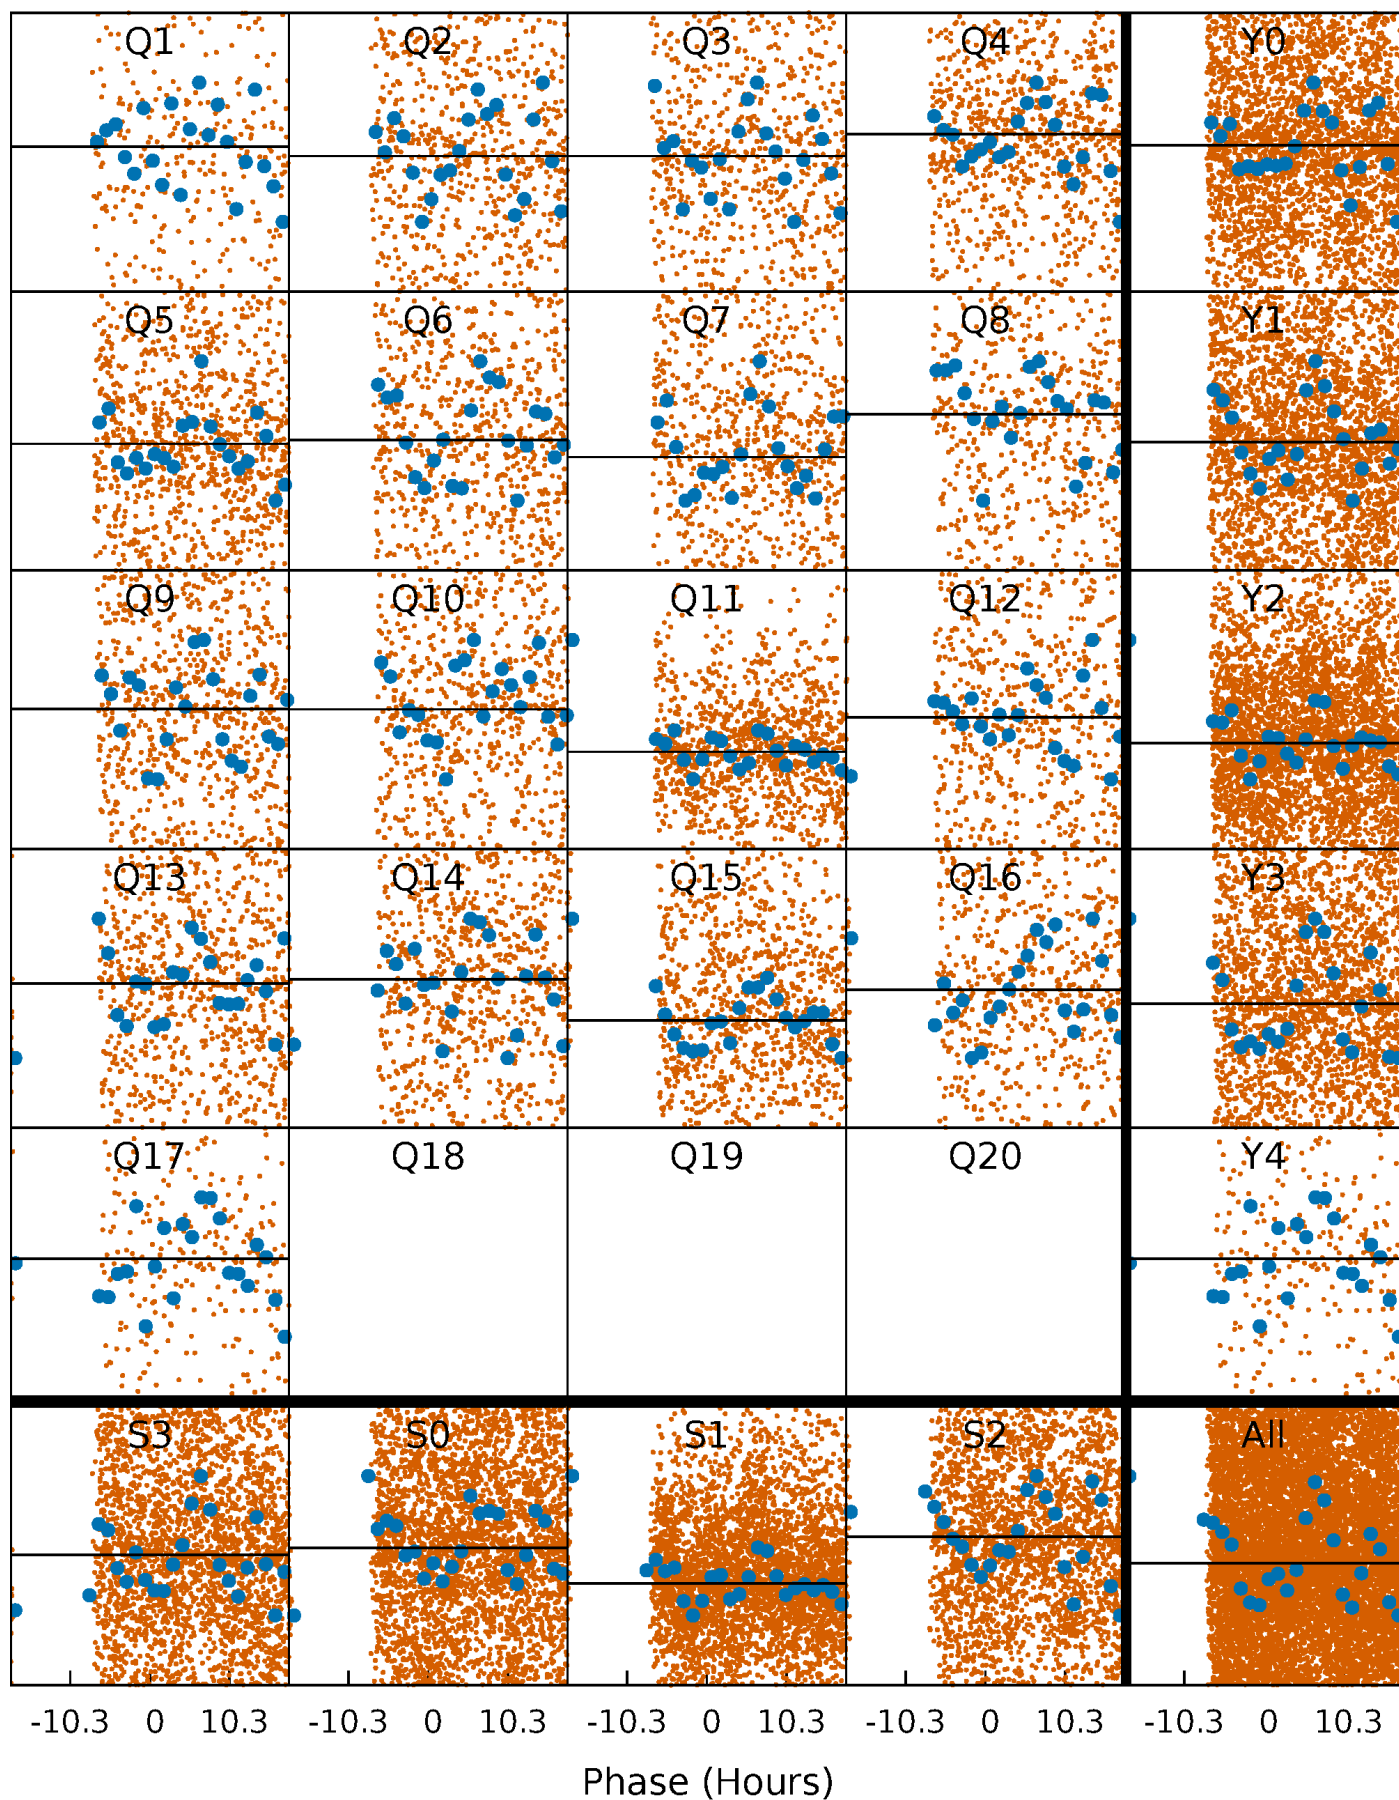 Q1 Q2 Q3 Q4 Y0
Q5 Q6 Q7 Q8 Y1
Q9 Q10 Q11 Q12 Y2
Q13 Q14 Q15 Q16 Y3
Q17 Q18 Q19 Q20 Y4
S3 S0 S1 S2 All
-10.3 0 10.3 -10.3 0 10.3 -10.3 0 10.3 -10.3 0 10.3 -10.3 0 10.3
Phase (Hours)